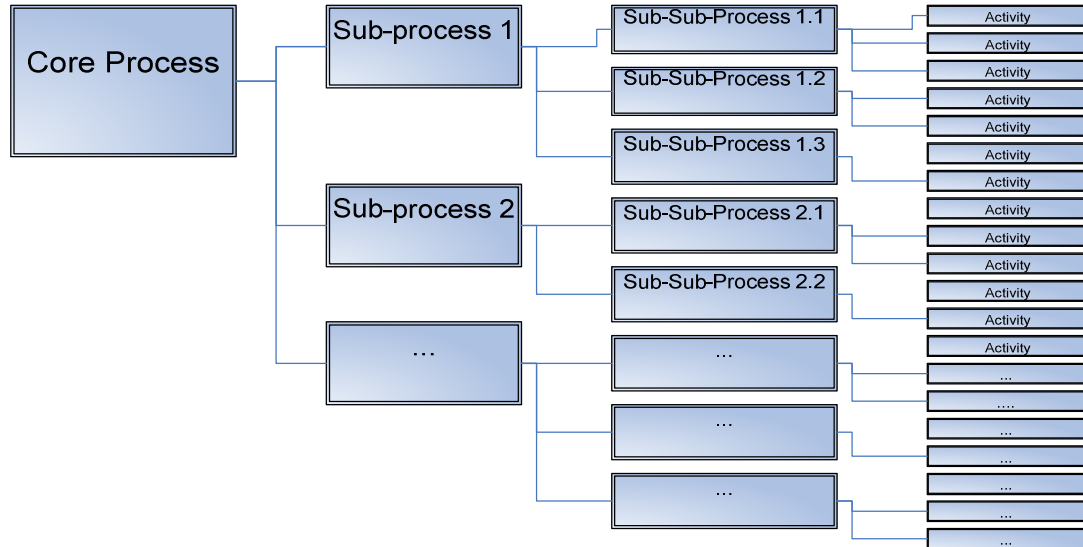 Core Process
Sub-process 1
Sub-process 2
...
Sub-Sub-Process 1.1
Sub-Sub-Process 1.2
Sub-Sub-Process 1.3
Sub-Sub-Process 2.1
Sub-Sub-Process 2.2
...
...
...
Activity
Activity
Activity
Activity
Activity
Activity
Activity
Activity
Activity
Activity
Activity
Activity
Activity
...
....
...
...
...
...
...